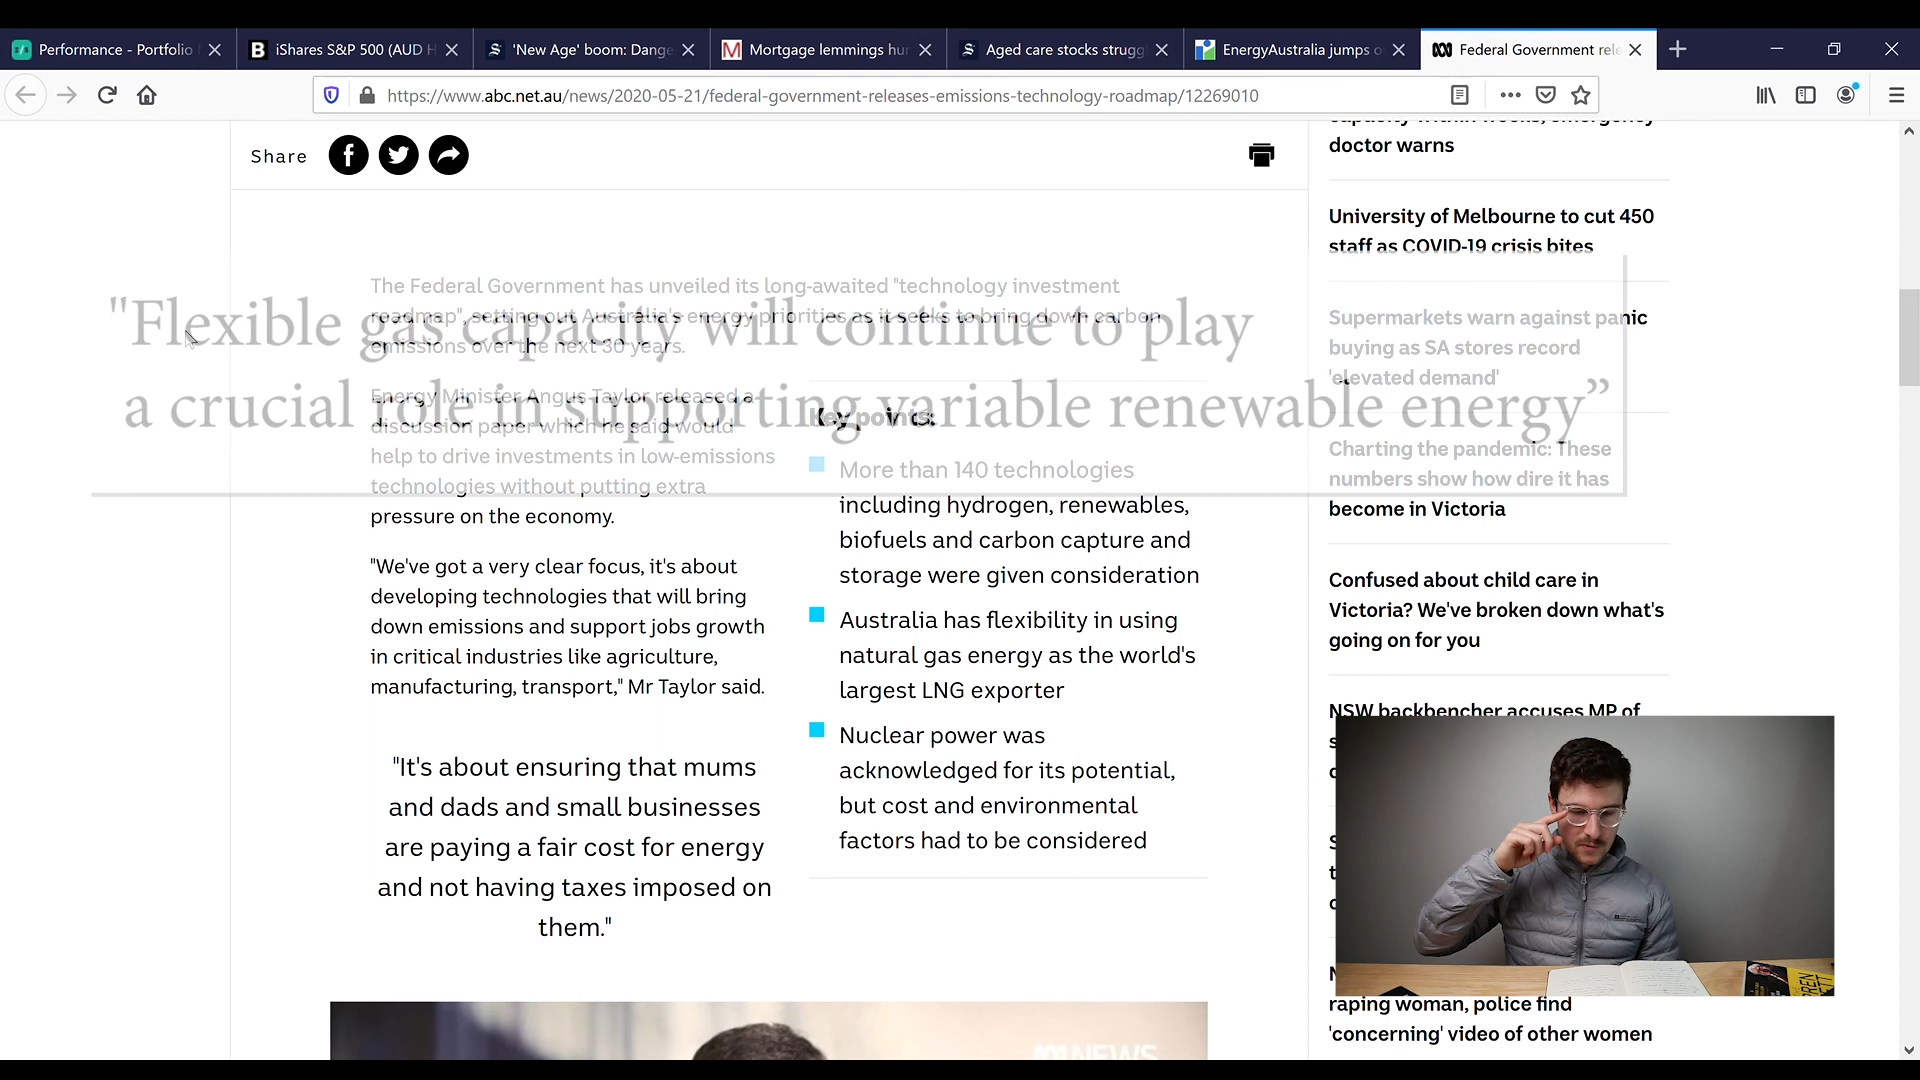 Performance - Portfolio
iShares S&P 500 (AUD H
'New Age' boom: Dange
Mortgage lemmings hur
Aged care stocks strugg
EnergyAustralia jumps o
Federal Government rele
https://www.abc.net.au/news/2020-05-21/federal-government-releases-emissions-technology-roadmap/12269010
Share
The Federal Government has unveiled its long-awaited "technology investment
roadmap", setting out Australia's energy priorities as it seeks to bring down carbon
emissions over the next 30 years.
"Flexible gas capacity will continue to play
a crucial role in supporting variable renewable energy”
Energy Minister Angus Taylor released a
discussion paper which he said would
help to drive investments in low-emissions
technologies without putting extra
pressure on the economy.
"We've got a very clear focus, it's about
developing technologies that will bring
down emissions and support jobs growth
in critical industries like agriculture,
manufacturing, transport," Mr Taylor said.
"It's about ensuring that mums
and dads and small businesses
are paying a fair cost for energy
and not having taxes imposed on
them."
Key points:
More than 140 technologies
including hydrogen, renewables,
biofuels and carbon capture and
storage were given consideration
Australia has flexibility in using
natural gas energy as the world's
largest LNG exporter
Nuclear power was
acknowledged for its potential,
but cost and environmental
factors had to be considered
NEWS
capacity within weeks, emergency
doctor warns
University of Melbourne to cut 450
staff as COVID-19 crisis bites
Supermarkets warn against panic
buying as SA stores record
'elevated demand'
Charting the pandemic: These
numbers show how dire it has
become in Victoria
Confused about child care in
Victoria? We've broken down what's
going on for you
NSW backbencher accuses MP of
raping woman, police find
'concerning' video of other women